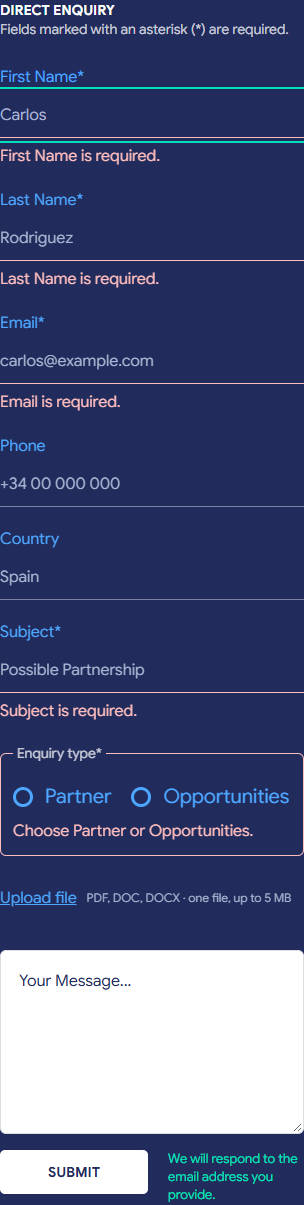 DIRECT ENQUIRY
Fields marked with an asterisk (*) are required.
First Name*
Carlos
First Name is required.
Last Name*
Rodriguez
Last Name is required.
Email*
carlos@example.com
Email is required.
Phone
+34 00 000 000
Country
Spain
Subject*
Possible Partnership
Subject is required.
Enquiry type*
Partner Opportunities
Choose Partner or Opportunities.
Upload file PDF, DOC, DOCX · one file, up to 5 MB
Your Message...
SUBMIT
We will respond to the
email address you
provide.